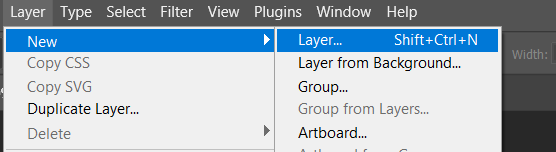 Layer Type Select Filter View Plugins Window Help
New
Copy CSS
Copy SVG
Duplicate Layer...
Delete
Layer... Shift+Ctrl+N
Layer from Background...
Group...
Group from Layers...
Artboard...
Width: